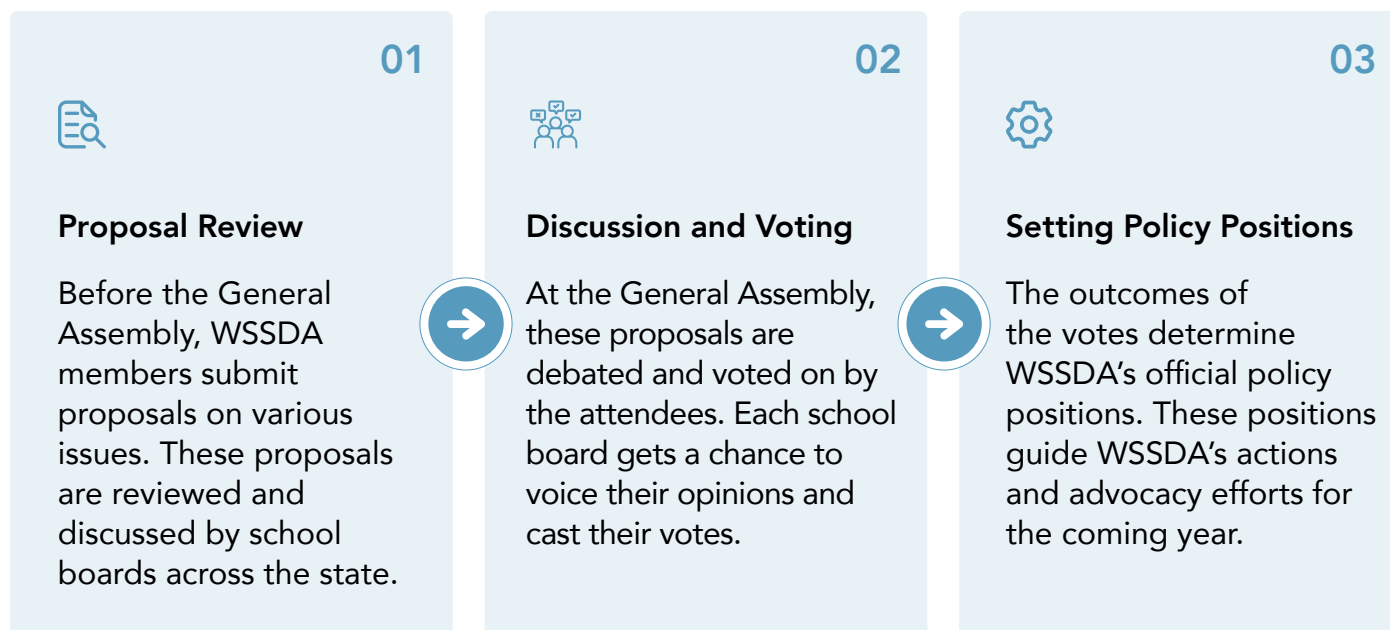 01
Proposal Review
Before the General
Assembly, WSSDA
members submit
proposals on various
issues. These proposals
are reviewed and
discussed by school
boards across the state.
02
Discussion and Voting
At the General Assembly,
these proposals are
debated and voted on by
the attendees. Each school
board gets a chance to
voice their opinions and
cast their votes.
03
Setting Policy Positions
The outcomes of
the votes determine
WSSDA’s official policy
positions. These positions
guide WSSDA’s actions
and advocacy efforts for
the coming year.